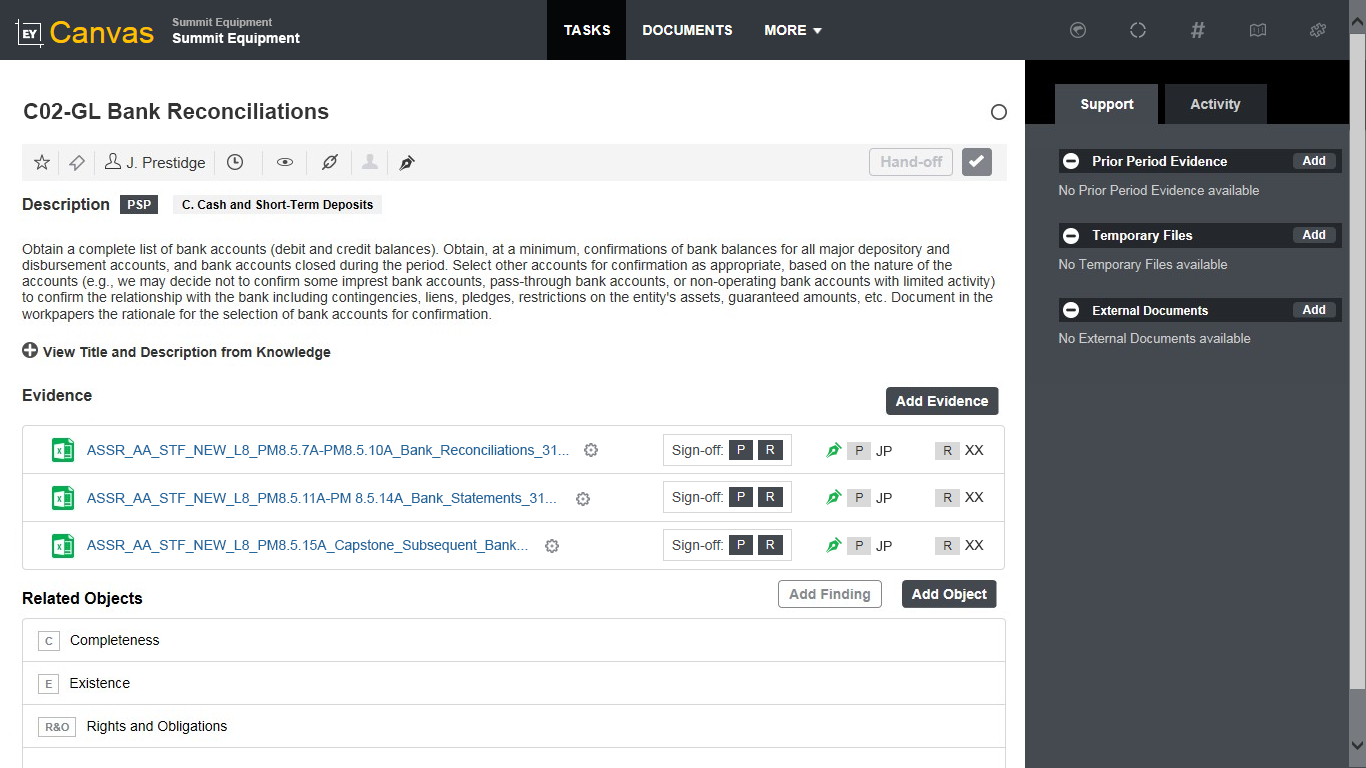 EY Canvas
Summit Equipment
Summit Equipment
TASKS
DOCUMENTS
MORE
#
C02-GL Bank Reconciliations
J. Prestidge
Hand-off
Description
PSP
C. Cash and Short-Term Deposits
Obtain a complete list of bank accounts (debit and credit balances). Obtain, at a minimum, confirmations of bank balances for all major depository and
disbursement accounts, and bank accounts closed during the period. Select other accounts for confirmation as appropriate, based on the nature of the
accounts (e.g., we may decide not to confirm some imprest bank accounts, pass-through bank accounts, or non-operating bank accounts with limited activity)
to confirm the relationship with the bank including contingencies, liens, pledges, restrictions on the entity's assets, guaranteed amounts, etc. Document in the
workpapers the rationale for the selection of bank accounts for confirmation.
View Title and Description from Knowledge
Evidence
Add Evidence
ASSR_AA_STF_NEW_L8_PM8.5.7A-PM8.5.10A_Bank_Reconciliations_31... Sign-off: P R P JP R XX
ASSR_AA_STF_NEW_L8_PM8.5.11A-PM 8.5.14A_Bank_Statements_31... Sign-off: P R P JP R XX
ASSR_AA_STF_NEW_L8_PM8.5.15A_Capstone_Subsequent_Bank... Sign-off: P R P JP R XX
Related Objects
Add Finding
Add Object
C Completeness
E Existence
R&O Rights and Obligations
Support
Activity
Prior Period Evidence Add
No Prior Period Evidence available
Temporary Files Add
No Temporary Files available
External Documents Add
No External Documents available